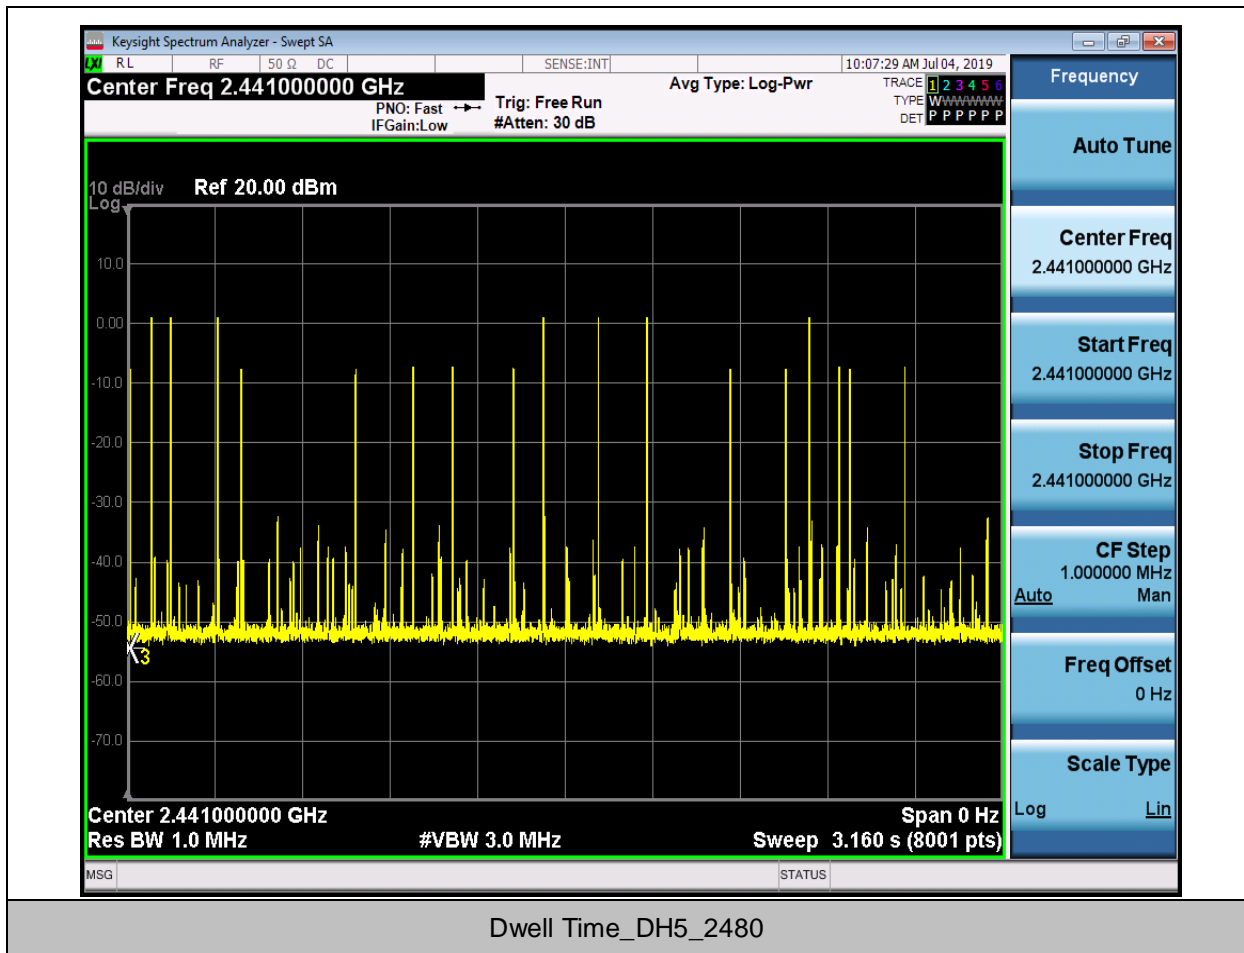 Keysight Spectrum Analyzer - Swept SA
LXI RL RF 50 Ω DC SENSE:INT 10:07:29 AM Jul 04, 2019
Center Freq 2.441000000 GHz
PNO: Fast
IFGain:Low
Trig: Free Run
#Atten: 30 dB
Avg Type: Log-Pwr
TRACE 1 2 3 4 5 6
TYPE WWWWWW
DET P P P P P P
10 dB/div Ref 20.00 dBm
Log
10.0
0.00
-10.0
-20.0
-30.0
-40.0
-50.0
-60.0
-70.0
3
Center 2.441000000 GHz Span 0 Hz
Res BW 1.0 MHz #VBW 3.0 MHz Sweep 3.160 s (8001 pts)
MSG STATUS
Frequency
Auto Tune
Center Freq
2.441000000 GHz
Start Freq
2.441000000 GHz
Stop Freq
2.441000000 GHz
CF Step
1.000000 MHz
Auto Man
Freq Offset
0 Hz
Scale Type
Log Lin
Dwell Time_DH5_2480